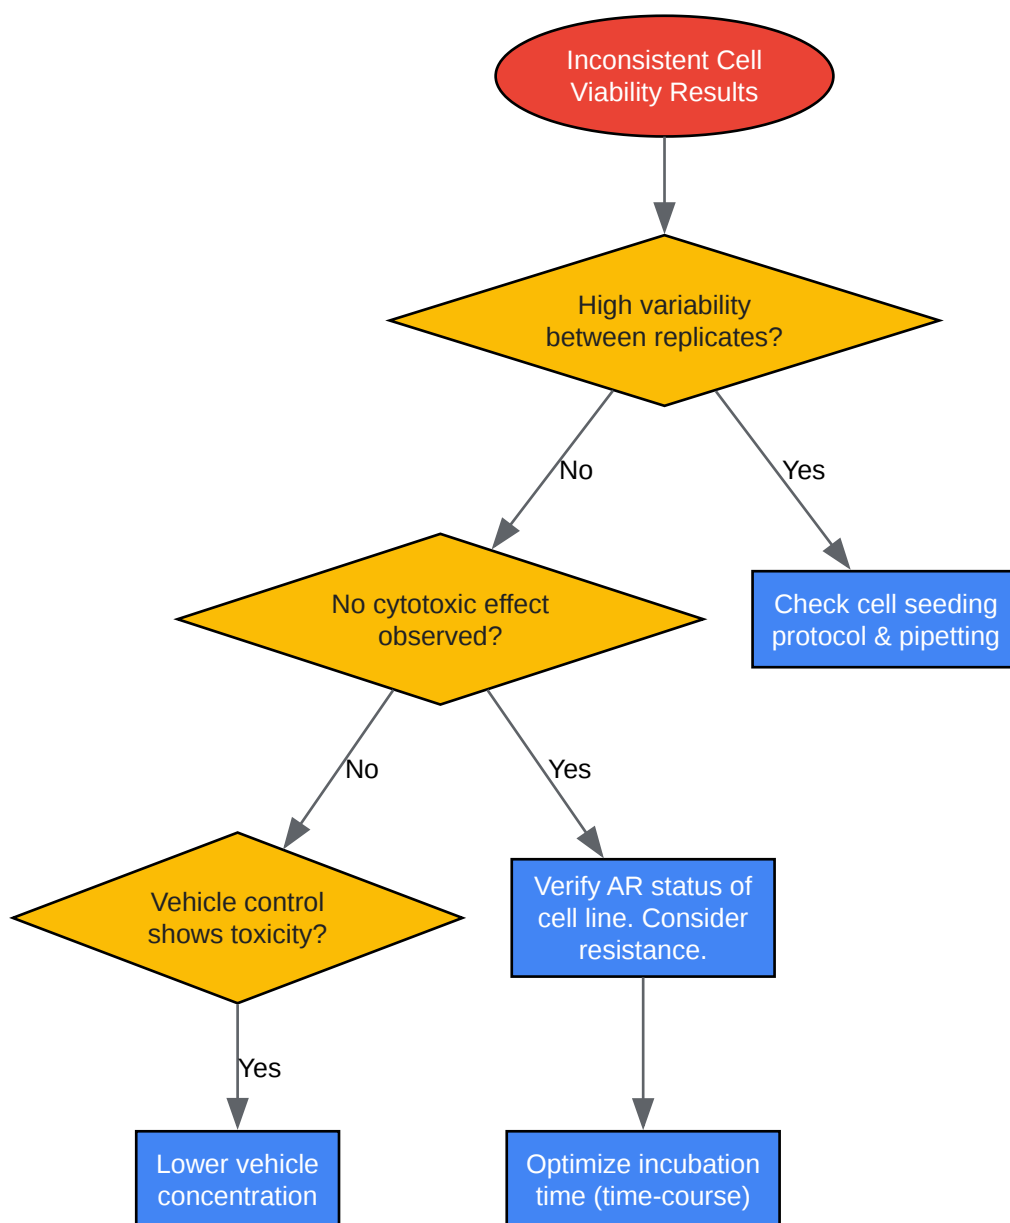 Inconsistent Cell
Viability Results
High variability
between replicates?
No
Yes
No cytotoxic effect
observed?
Check cell seeding
protocol & pipetting
No
Yes
Vehicle control
shows toxicity?
Verify AR status of
cell line. Consider
resistance.
Yes
Lower vehicle
concentration
Optimize incubation
time (time-course)